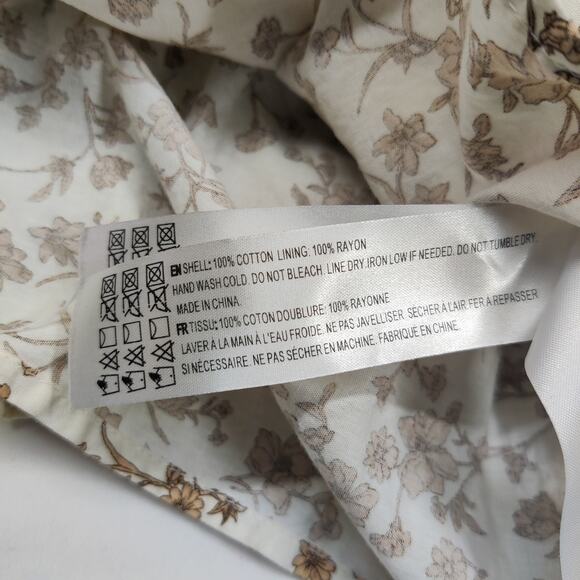 EN SHELL: 100% COTTON LINING: 100% RAYON
HAND WASH COLD. DO NOT BLEACH. LINE DRY. IRON LOW IF NEEDED. DO NOT TUMBLE DRY.
MADE IN CHINA.
FR TISSU: 100% COTON DOUBLURE: 100% RAYONNE
LAVER À LA MAIN À L'EAU FROIDE. NE PAS JAVELLISER. SÉCHER À L'AIR FER À REPASSER
SI NÉCESSAIRE. NE PAS SÉCHER EN MACHINE. FABRIQUE EN CHINE.